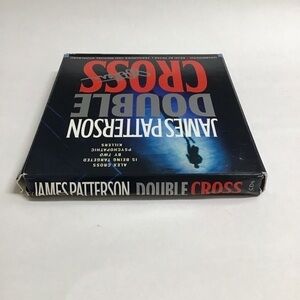 ALEX CROSS
IS BEING TARGETED
BY TWO
PSYCHOPATHIC
KILLERS
JAMES PATTERSON
DOUBLE
CROSS
JAMES PATTERSON DOUBLE CROSS